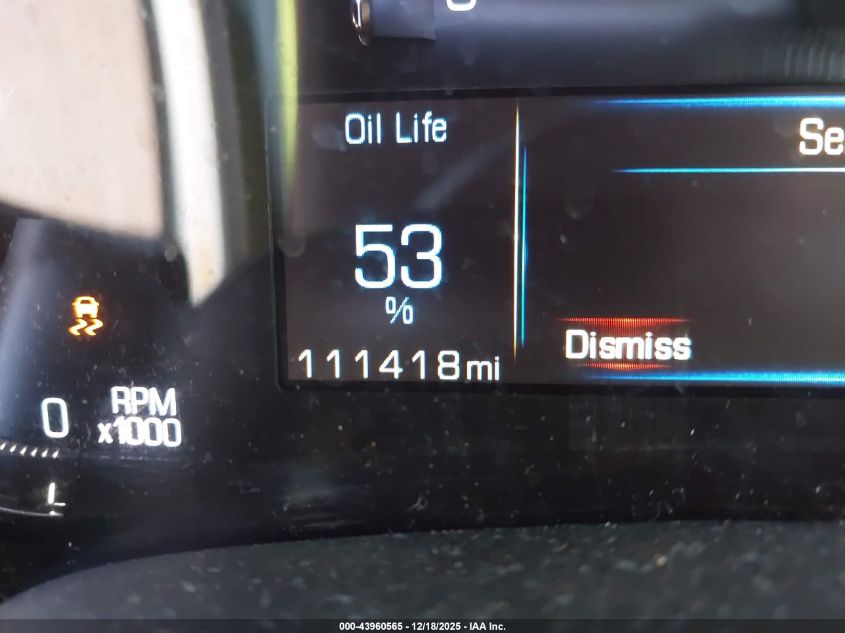 Oil Life
Se
53
%
Dismiss
111418mi
0
RPM
x1000
000-43960565 - 12/18/2025 - IAA Inc.